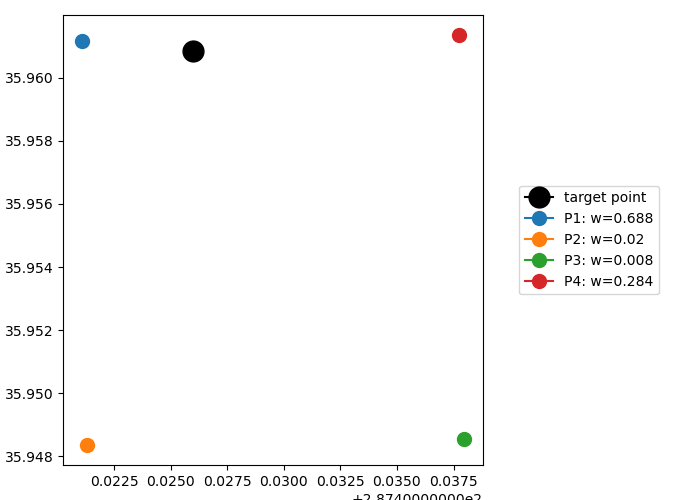 35.960
35.958
35.956
35.954
35.952
35.950
35.948
0.0225 0.0250 0.0275 0.0300 0.0325 0.0350 0.0375
+2.8740000000e2
target point
P1: w=0.688
P2: w=0.02
P3: w=0.008
P4: w=0.284